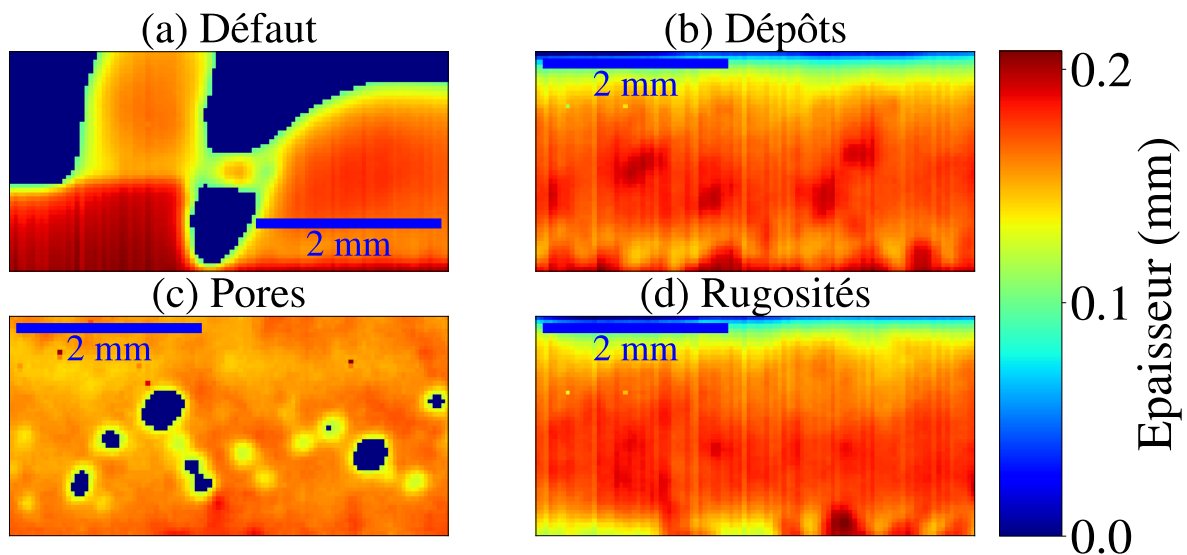 (a) Défaut
(b) Dépôts
2 mm
2 mm
(c) Pores
(d) Rugosités
2 mm
2 mm
0.2
0.1
0.0
Epaisseur (mm)